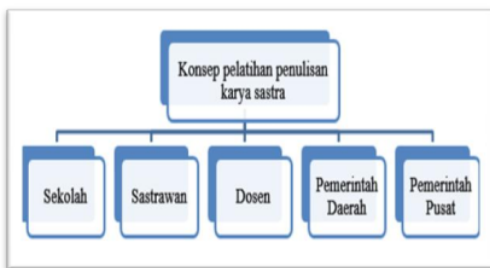 Konsep pelatihan penulisan
karya sastra
Sekolah
Sastrawan
Dosen
Pemerintah
Daerah
Pemerintah
Pusat